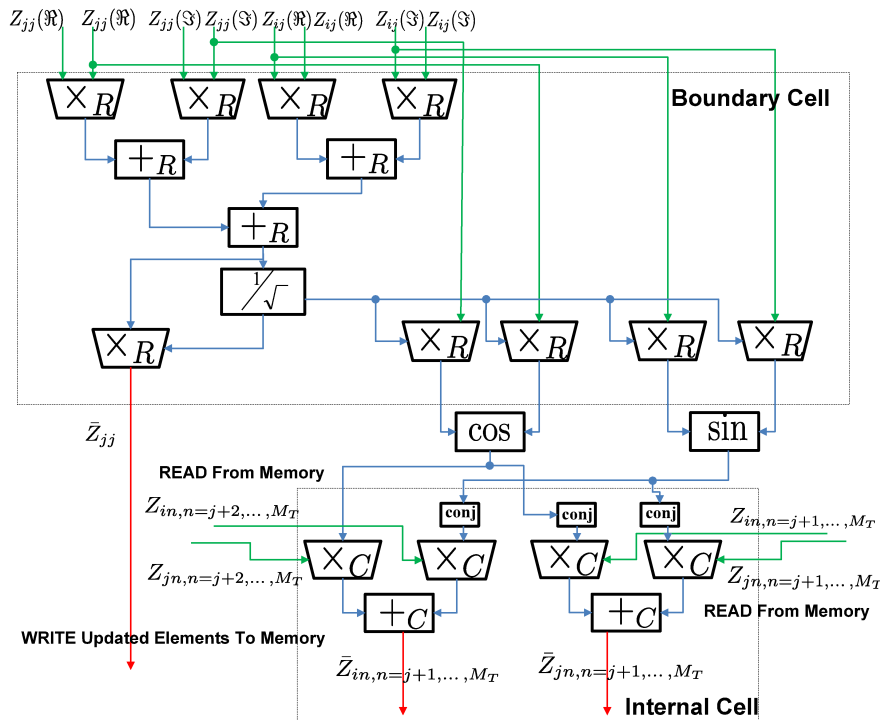 Z_{jj}(ℜ) Z_{jj}(ℜ) Z_{jj}(ℑ) Z_{jj}(ℑ) Z_{ij}(ℜ) Z_{ij}(ℜ) Z_{ij}(ℑ) Z_{ij}(ℑ)
×_R ×_R ×_R ×_R
Boundary Cell
+_R +_R
+_R
1/√
×_R ×_R ×_R ×_R ×_R
cos sin
Z̄_{jj}
READ From Memory
Z_{in,n=j+2,...,M_T} conj conj conj Z_{in,n=j+1,...,M_T}
×_C ×_C ×_C ×_C
Z_{jn,n=j+2,...,M_T} Z_{jn,n=j+1,...,M_T}
+_C +_C READ From Memory
WRITE Updated Elements To Memory
Z̄_{in,n=j+1,...,M_T} Z̄_{jn,n=j+1,...,M_T}
Internal Cell